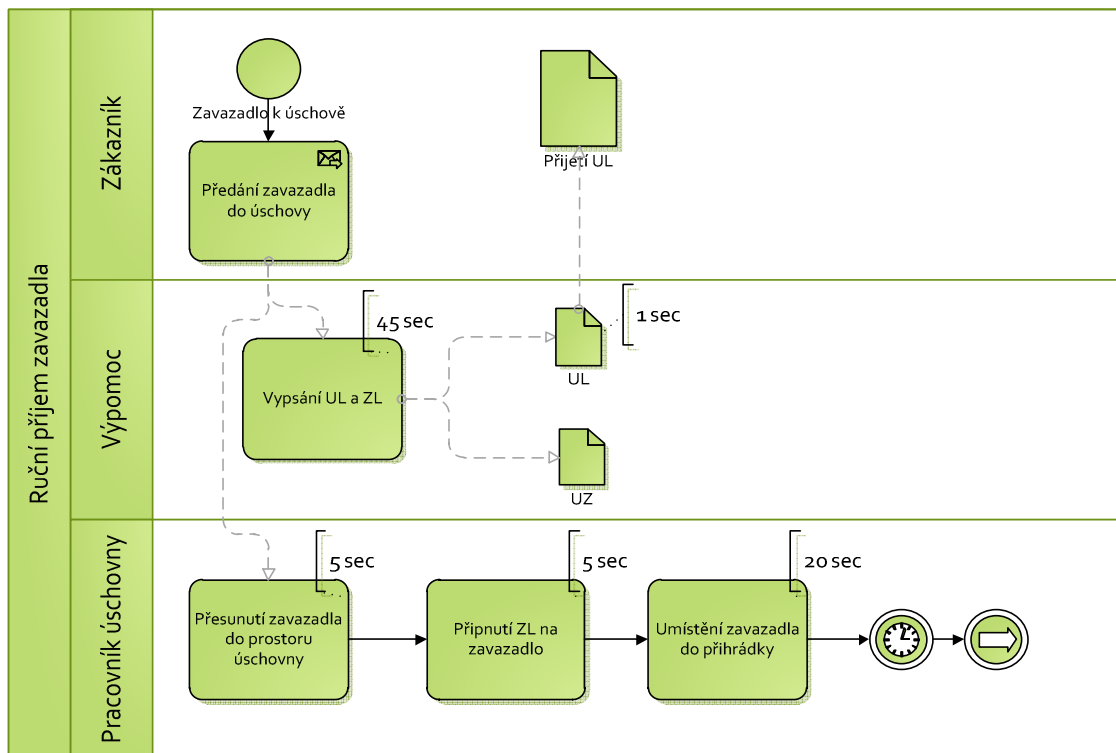 Ruční příjem zavazadla
Zákazník
Zavazadlo k úschově
Předání zavazadla
do úschovy
Přijetí UL
Výpomoc
45 sec
Vypsání UL a ZL
1 sec
UL
UZ
Pracovník úschovny
5 sec
Přesunutí zavazadla
do prostoru
úschovny
5 sec
Připnutí ZL na
zavazadlo
20 sec
Umístění zavazadla
do přihrádky